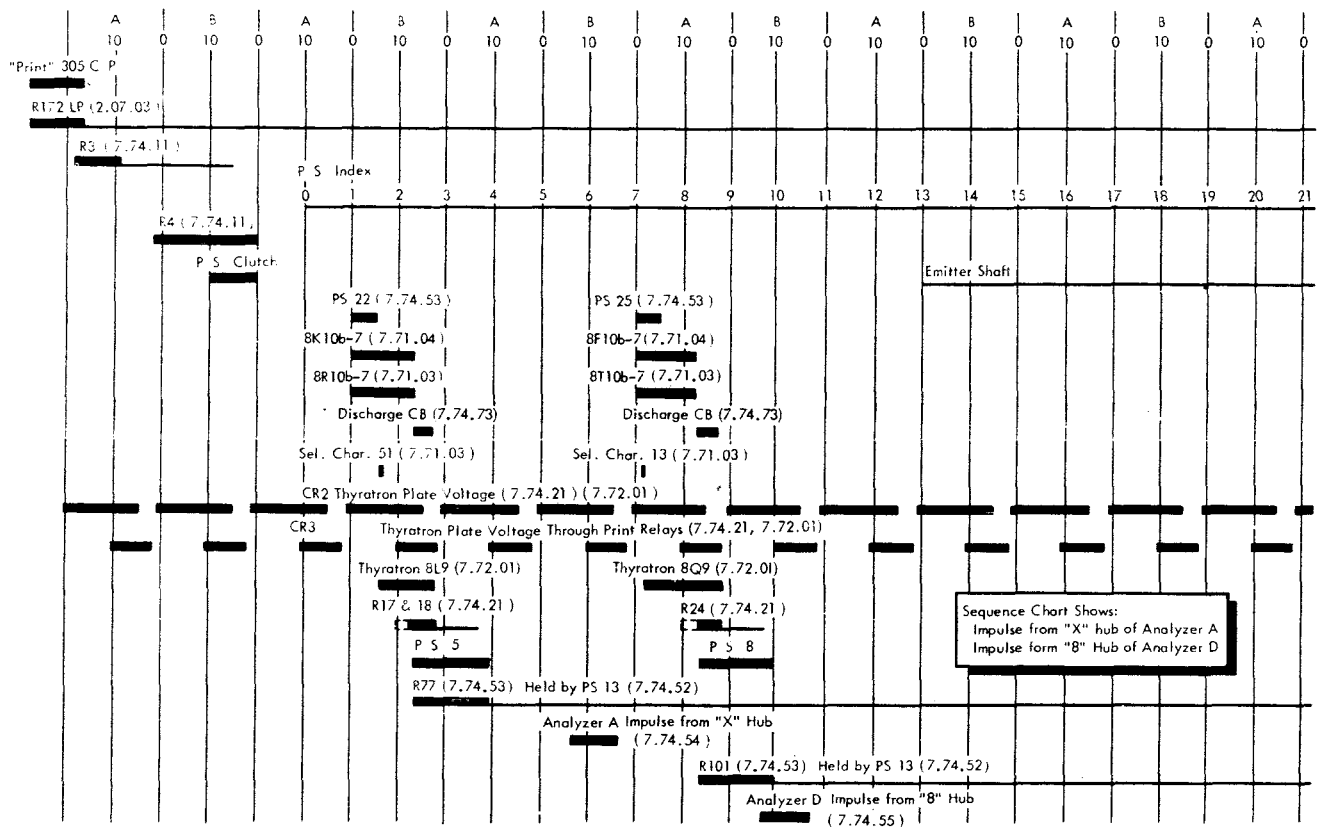 A B A B A B A B A B A B A
10 0 10 0 10 0 10 0 10 0 10 0 10 0 10 0 10 0 10 0 10 0 10 0 10 0
"Print" 305 C P
R172 LP (2.07.03)
R3 (7.74.11)
P S Index
0 1 2 3 4 5 6 7 8 9 10 11 12 13 14 15 16 17 18 19 20 21
R4 (7.74.11)
P S Clutch
Emitter Shaft
PS 22 (7.74.53) PS 25 (7.74.53)
8K10b-7 (7.71.04) 8F10b-7 (7.71.04)
8R10b-7 (7.71.03) 8T10b-7 (7.71.03)
Discharge CB (7.74.73) Discharge CB (7.74.73)
Sel. Char. 51 (7.71.03) Sel. Char. 13 (7.71.03)
CR2 Thyratron Plate Voltage (7.74.21) (7.72.01)
CR3 Thyratron Plate Voltage Through Print Relays (7.74.21, 7.72.01)
Thyratron 8L9 (7.72.01) Thyratron 8Q9 (7.72.01)
R17 & 18 (7.74.21) R24 (7.74.21)
Sequence Chart Shows:
Impulse from "X" hub of Analyzer A
Impulse form "8" Hub of Analyzer D
P S 5 P S 8
R77 (7.74.53) Held by PS 13 (7.74.52)
Analyzer A Impulse from "X" Hub
(7.74.54)
R101 (7.74.53) Held by PS 13 (7.74.52)
Analyzer D Impulse from "8" Hub
(7.74.55)